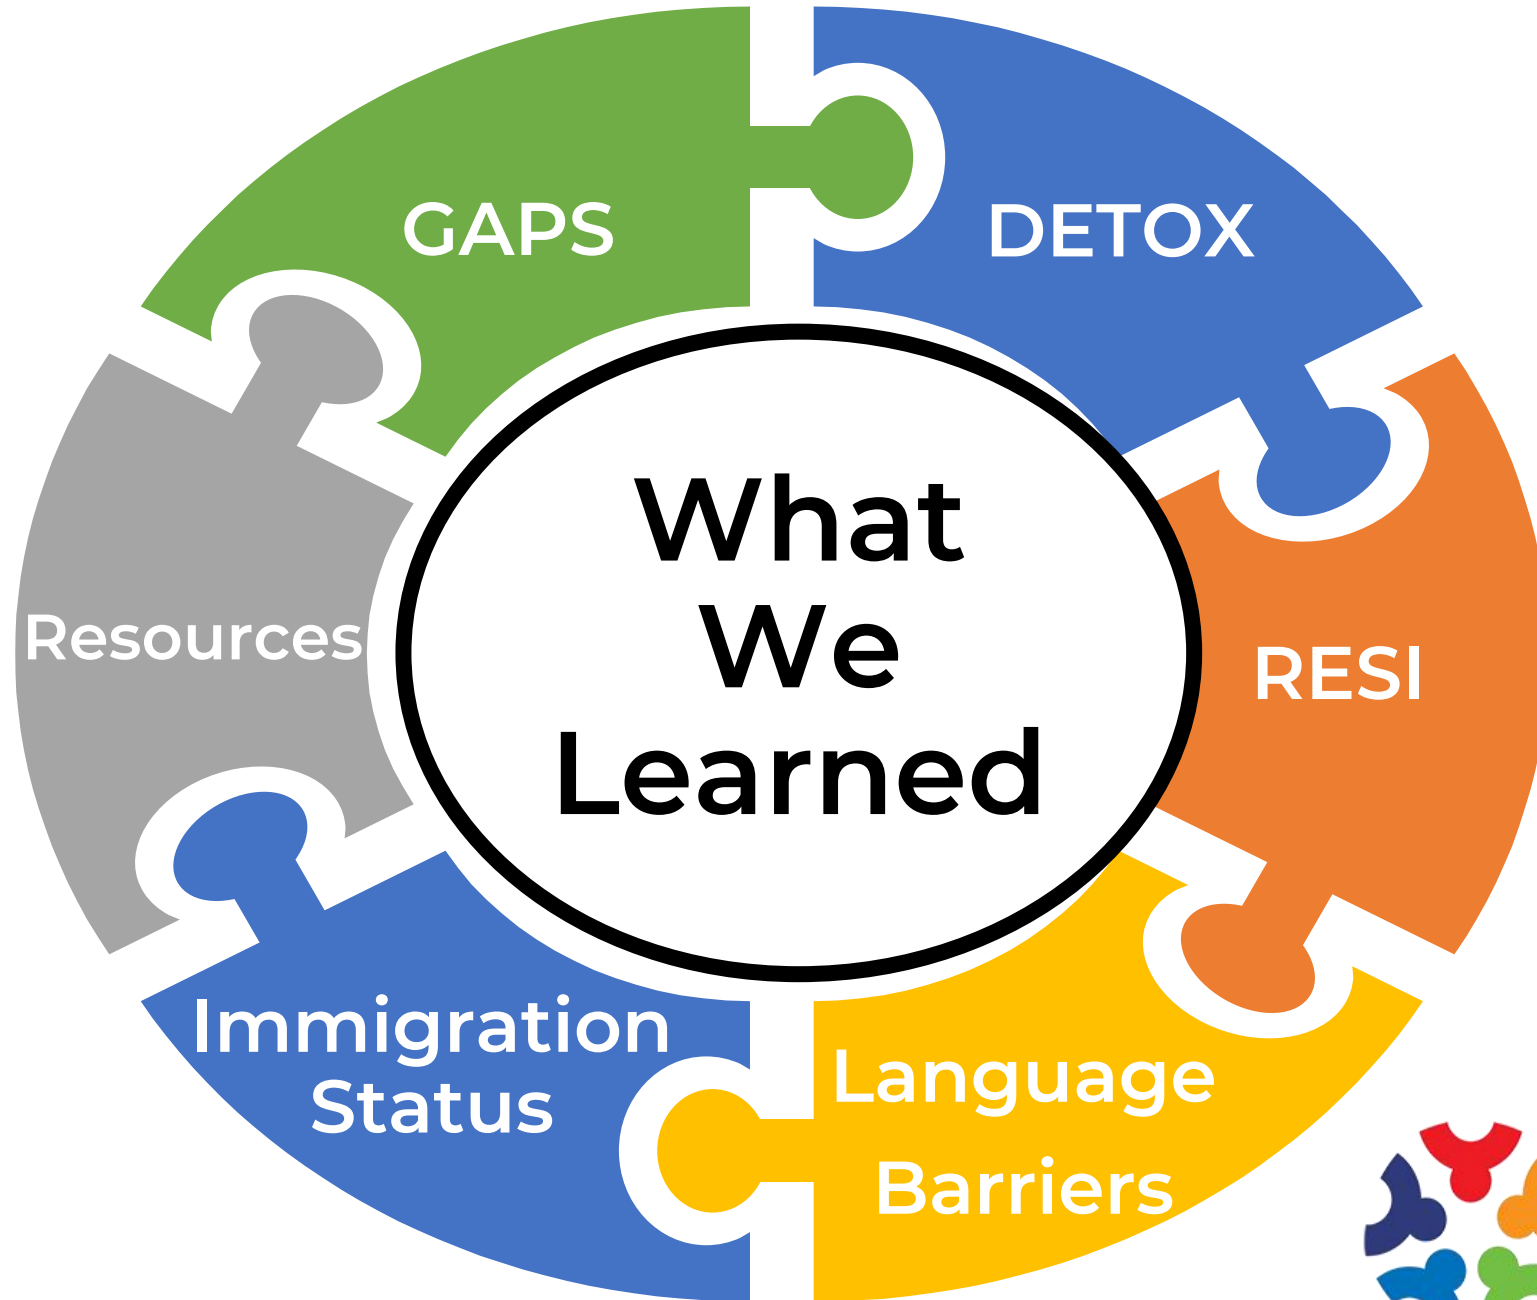 GAPS
DETOX
What
We
Learned
Resources
RESI
Immigration
Status
Language
Barriers